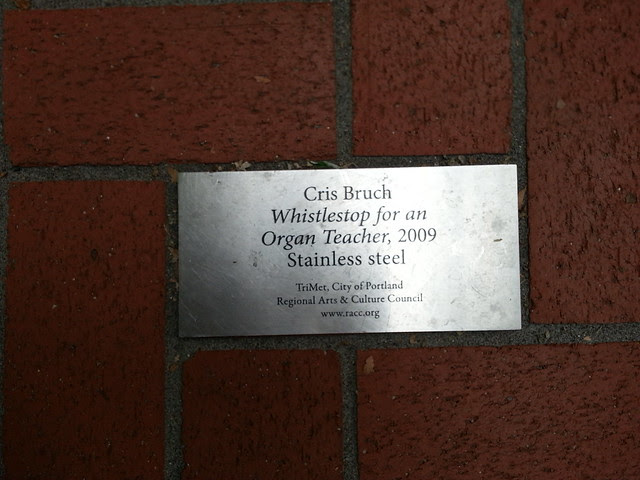 Cris Bruch
Whistlestop for an
Organ Teacher, 2009
Stainless steel
TriMet, City of Portland
Regional Arts & Culture Council
www.racc.org